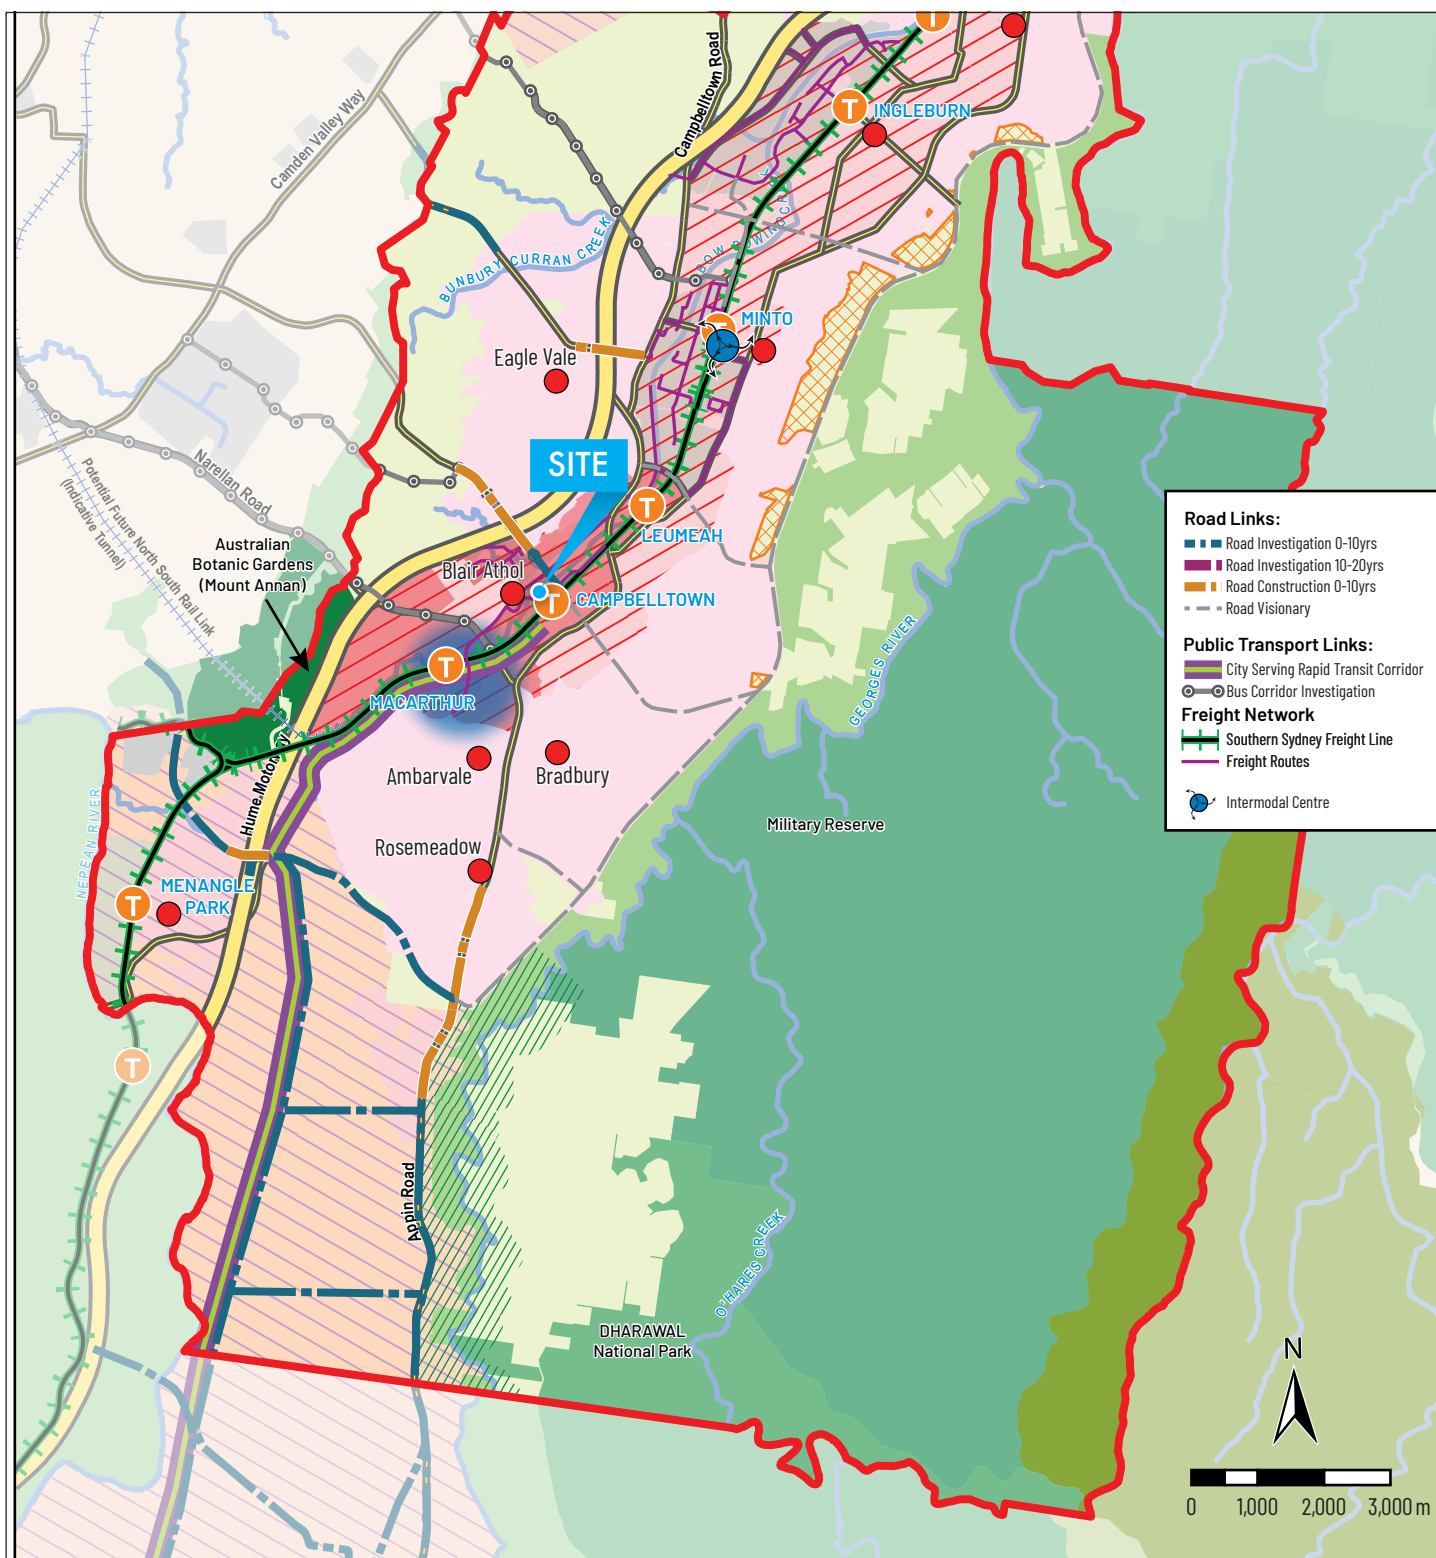 Campbelltown Road
Camden Valley Way
T
T
INGLEBURN
BOW BOWING CRK
BUNBURY CURRAN CREEK
MINTO
Eagle Vale
SITE
Narellan Road
Potential Future North South Rail Link
(Indicative Tunnel)
Australian
Botanic Gardens
(Mount Annan)
T
LEUMEAH
Blair Athol
T
CAMPBELLTOWN
T
MACARTHUR
GEORGES RIVER
Hume Motorway
Ambarvale
Bradbury
Military Reserve
NEPEAN RIVER
Rosemeadow
T
MENANGLE
PARK
T
Appin Road
O'HARES CREEK
DHARAWAL
National Park
Road Links:
Road Investigation 0-10yrs
Road Investigation 10-20yrs
Road Construction 0-10yrs
Road Visionary
Public Transport Links:
City Serving Rapid Transit Corridor
Bus Corridor Investigation
Freight Network
Southern Sydney Freight Line
Freight Routes
Intermodal Centre
N
0 1,000 2,000 3,000 m